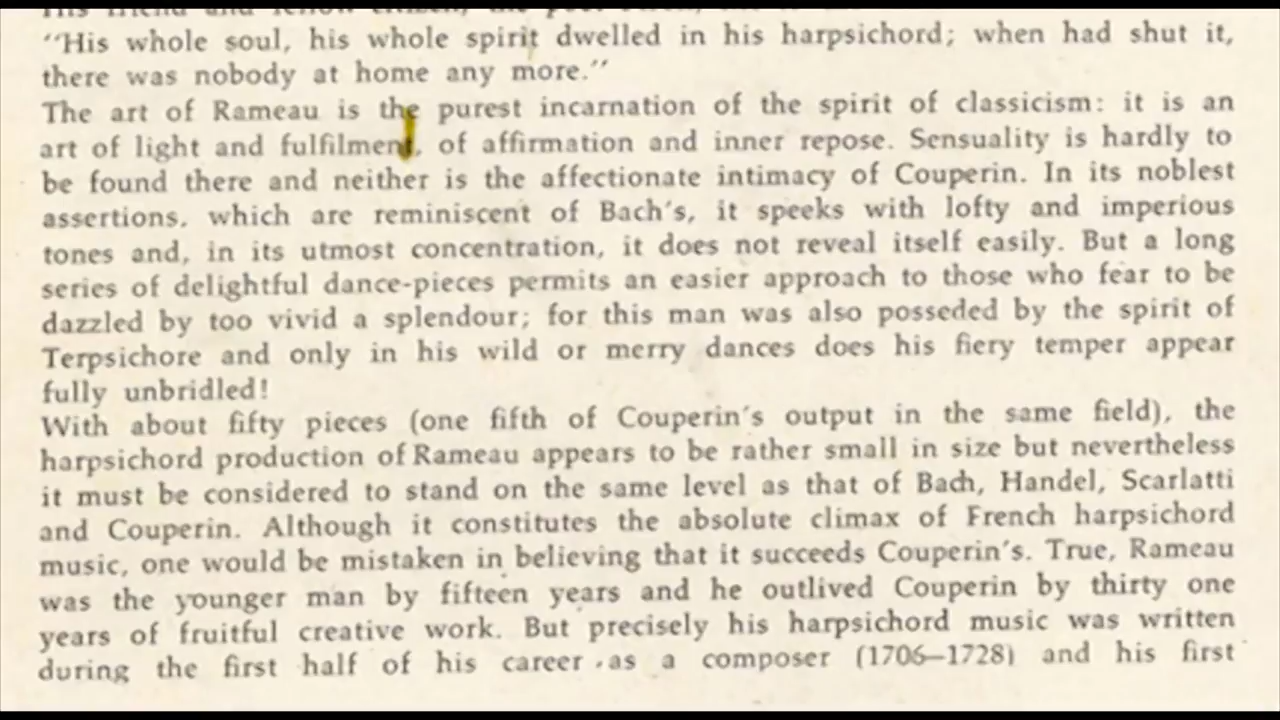 His friend and fellow citizen, the poet
“His whole soul, his whole spirit dwelled in his harpsichord; when had shut it,
there was nobody at home any more.”
The art of Rameau is the purest incarnation of the spirit of classicism: it is an
art of light and fulfilment, of affirmation and inner repose. Sensuality is hardly to
be found there and neither is the affectionate intimacy of Couperin. In its noblest
assertions, which are reminiscent of Bach’s, it speeks with lofty and imperious
tones and, in its utmost concentration, it does not reveal itself easily. But a long
series of delightful dance-pieces permits an easier approach to those who fear to be
dazzled by too vivid a splendour; for this man was also posseded by the spirit of
Terpsichore and only in his wild or merry dances does his fiery temper appear
fully unbridled!
With about fifty pieces (one fifth of Couperin’s output in the same field), the
harpsichord production of Rameau appears to be rather small in size but nevertheless
it must be considered to stand on the same level as that of Bach, Handel, Scarlatti
and Couperin. Although it constitutes the absolute climax of French harpsichord
music, one would be mistaken in believing that it succeeds Couperin’s. True, Rameau
was the younger man by fifteen years and he outlived Couperin by thirty one
years of fruitful creative work. But precisely his harpsichord music was written
during the first half of his career as a composer (1706–1728) and his first